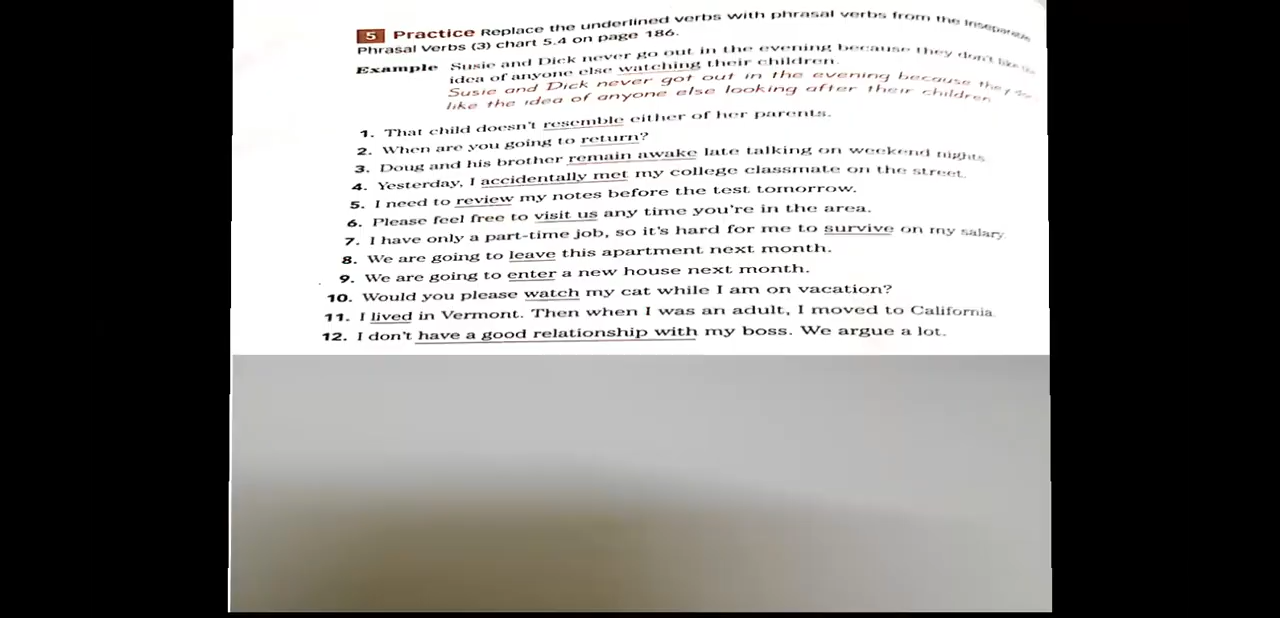 5 Practice Replace the underlined verbs with phrasal verbs from the Inseparable
Phrasal Verbs (3) chart 5.4 on page 186.
Example Susie and Dick never go out in the evening because they don't like
idea of anyone else watching their children.
Susie and Dick never got out in the evening because they
like the idea of anyone else looking after their children
1. That child doesn't resemble either of her parents.
2. When are you going to return?
3. Doug and his brother remain awake late talking on weekend nights
4. Yesterday, I accidentally met my college classmate on the street.
5. I need to review my notes before the test tomorrow.
6. Please feel free to visit us any time you're in the area.
7. I have only a part-time job, so it's hard for me to survive on my salary
8. We are going to leave this apartment next month.
9. We are going to enter a new house next month.
10. Would you please watch my cat while I am on vacation?
11. I lived in Vermont. Then when I was an adult, I moved to California
12. I don't have a good relationship with my boss. We argue a lot.